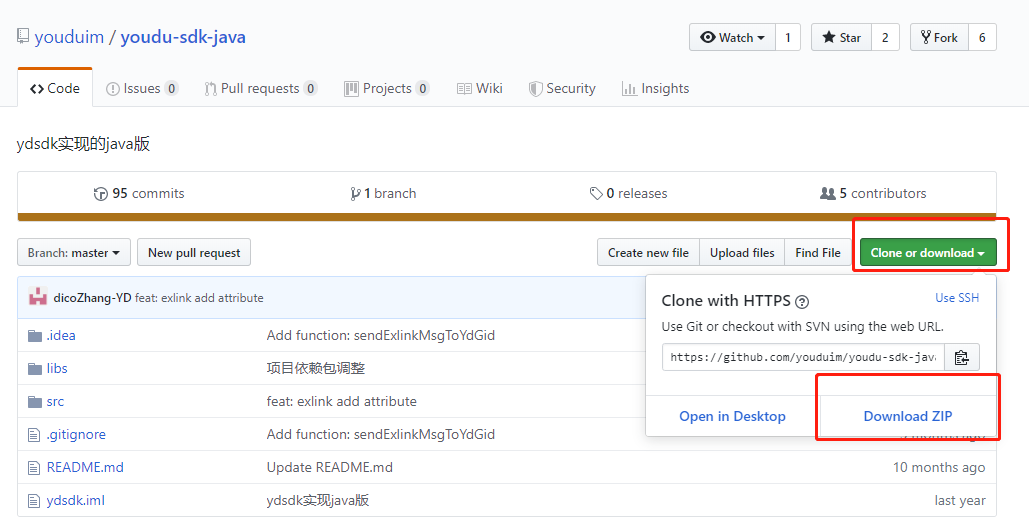 youduim / youdu-sdk-java
Watch 1 Star 2 Fork 6
Code Issues 0 Pull requests 0 Projects 0 Wiki Security Insights
ydsdk实现的java版
95 commits 1 branch 0 releases 5 contributors
Branch: master New pull request Create new file Upload files Find File Clone or download
dicoZhang-YD feat: exlink add attribute
Clone with HTTPS ? Use SSH
Use Git or checkout with SVN using the web URL.
https://github.com/youduim/youdu-sdk-java
Open in Desktop Download ZIP
.idea Add function: sendExlinkMsgToYdGid
libs 项目依赖包调整
src feat: exlink add attribute
.gitignore Add function: sendExlinkMsgToYdGid months ago
README.md Update README.md 10 months ago
ydsdk.iml ydsdk实现java版 last year